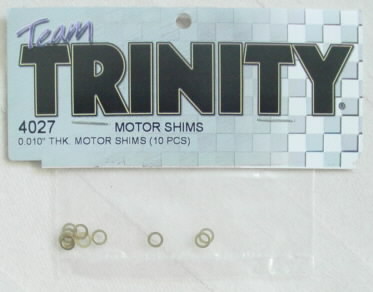 Team
TRINITY®
4027 MOTOR SHIMS
0.010" THK. MOTOR SHIMS (10 PCS)